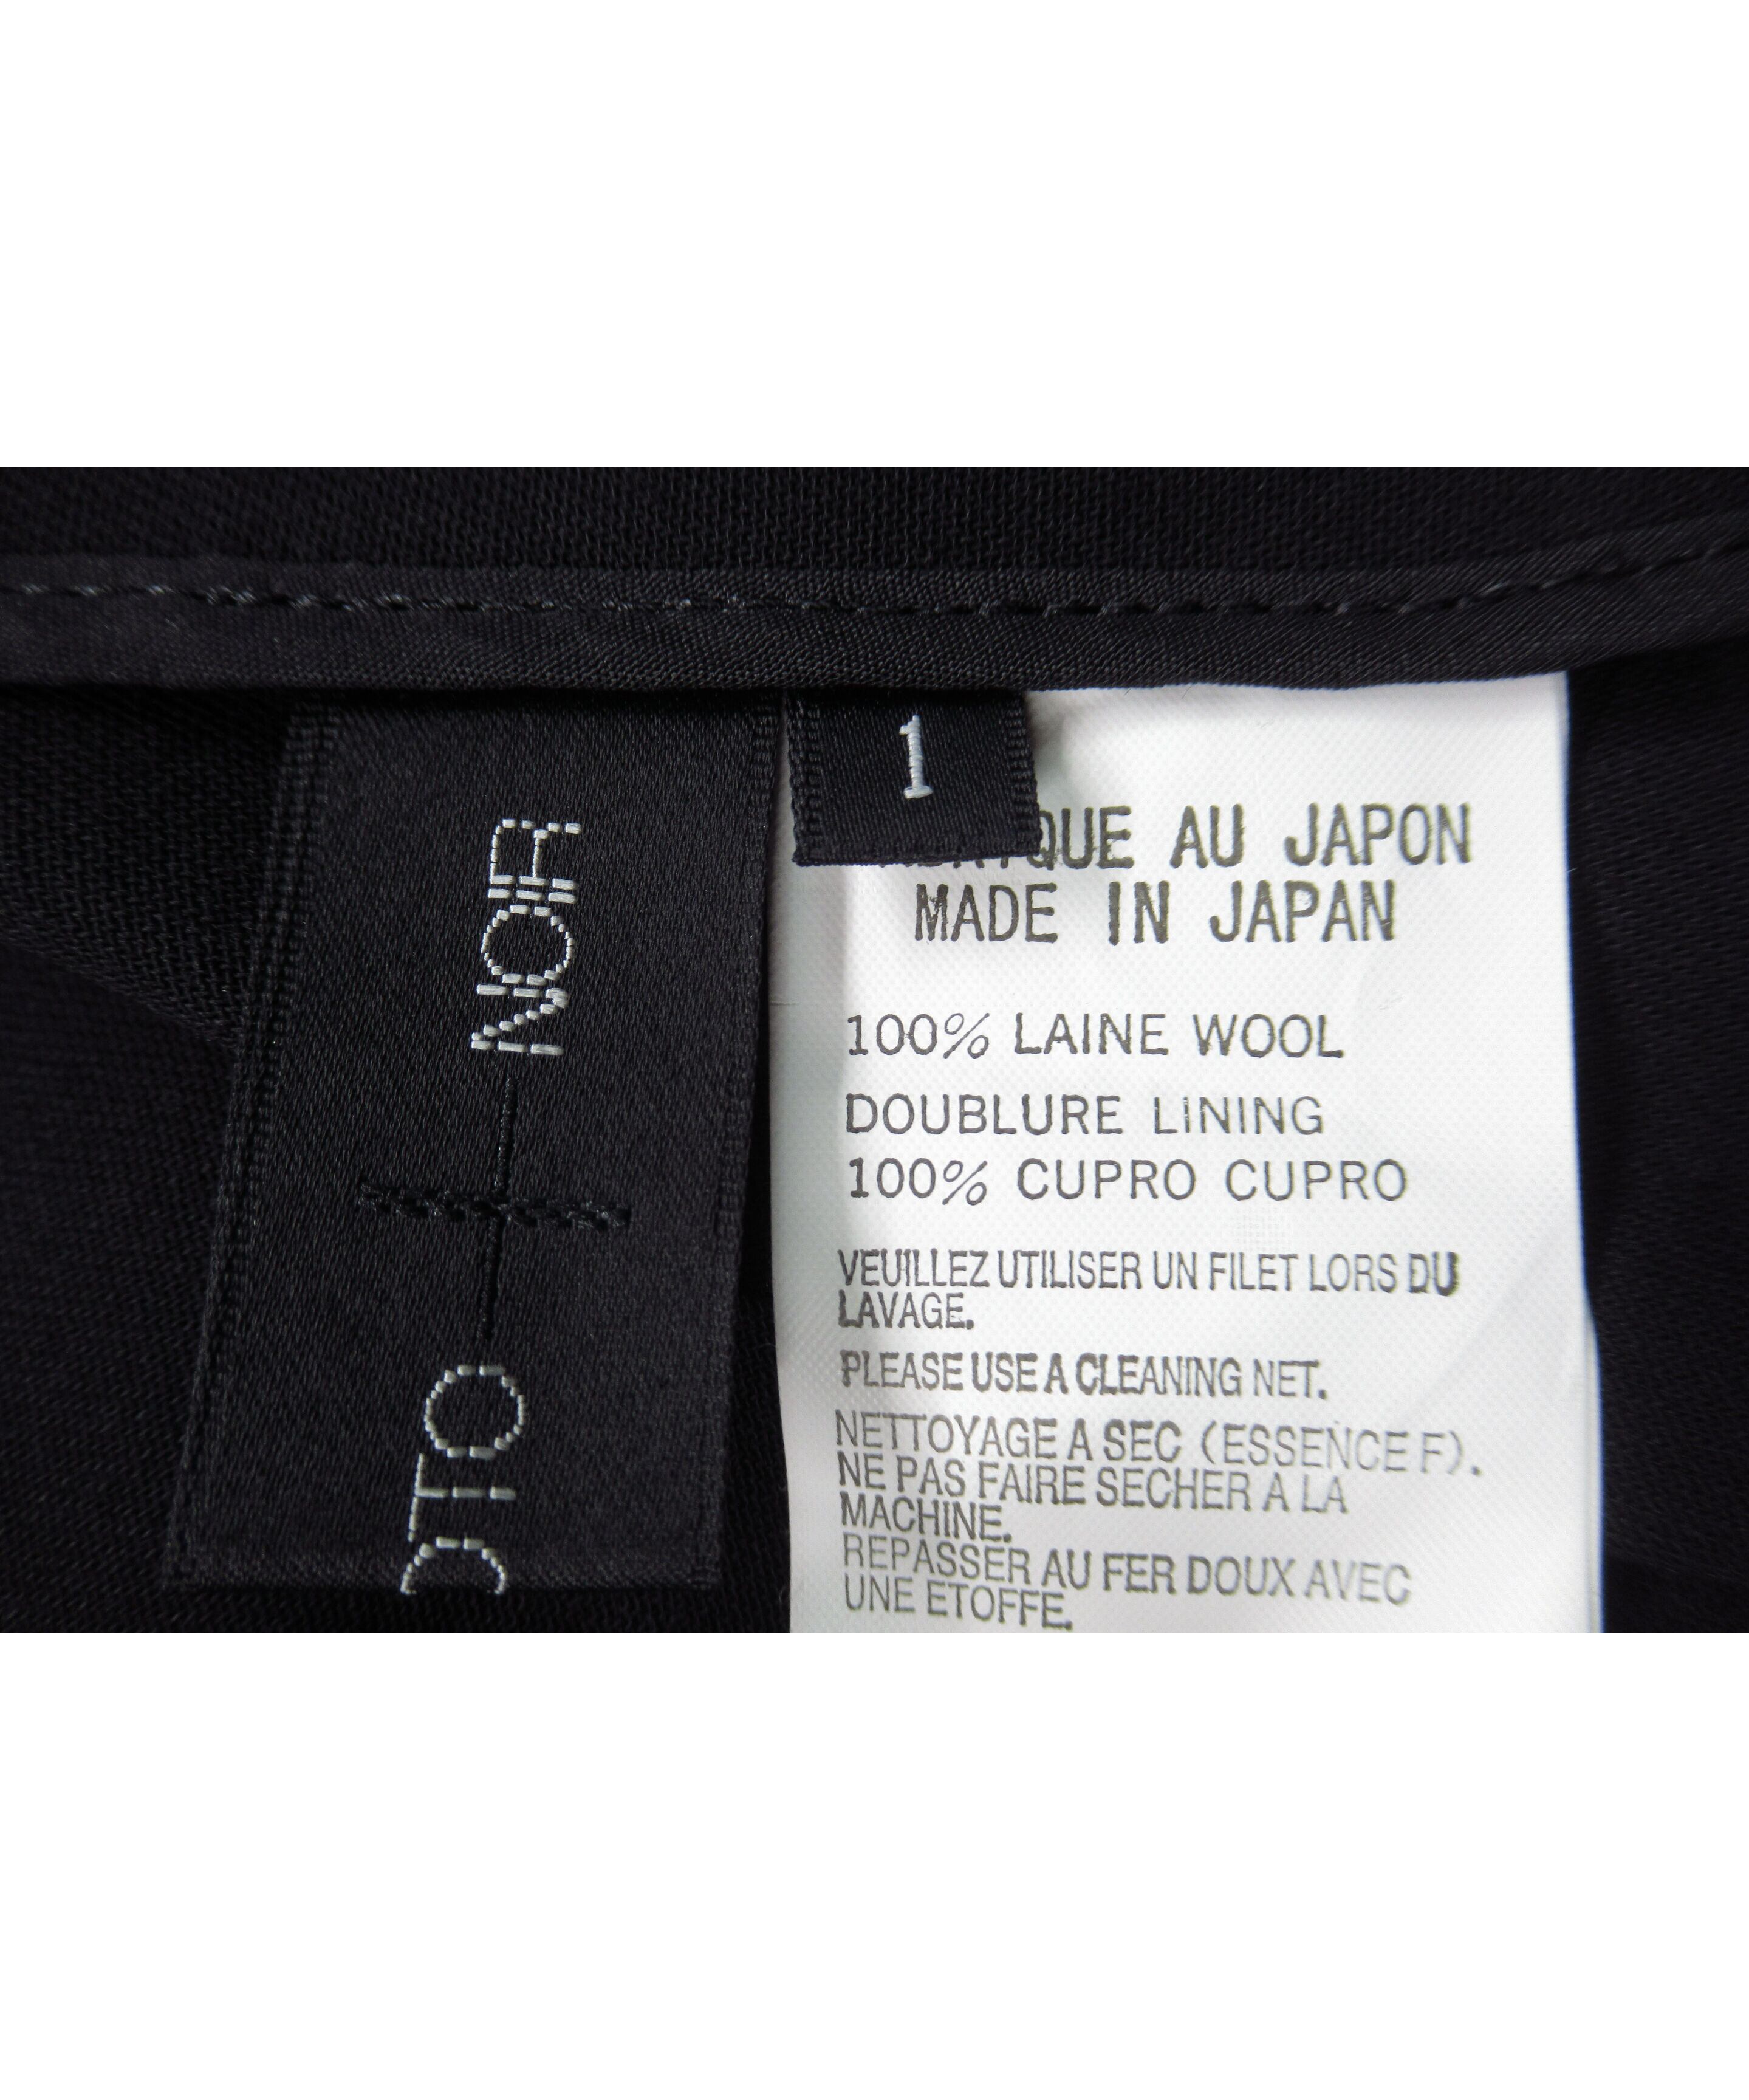 NOIR
1
AU JAPON
MADE IN JAPAN
100% LAINE WOOL
DOUBLURE LINING
100% CUPRO CUPRO
VEUILLEZ UTILISER UN FILET LORS DU
LAVAGE.
PLEASE USE A CLEANING NET.
NETTOYAGE A SEC (ESSENCE F).
NE PAS FAIRE SECHER A LA
MACHINE.
REPASSER AU FER DOUX AVEC
UNE ETOFFE.